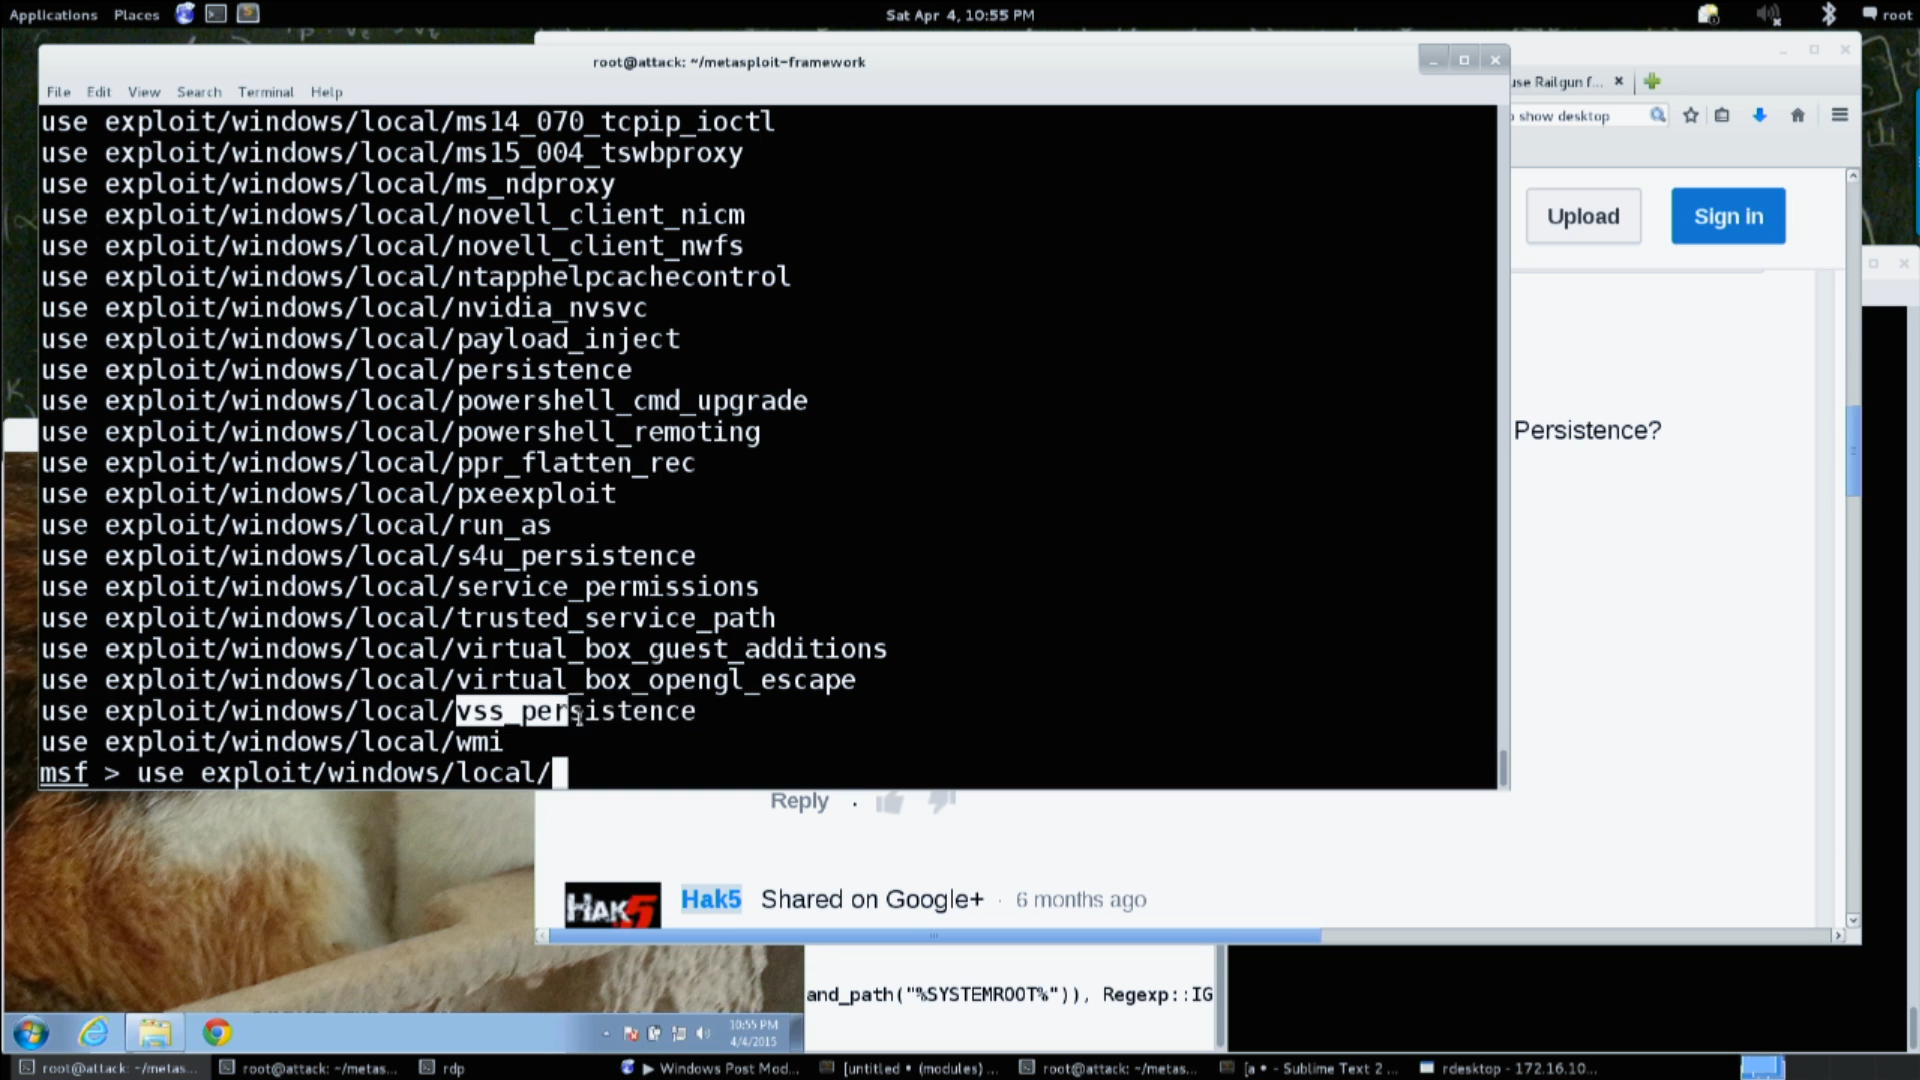 Applications Places
Sat Apr 4, 10:55 PM
root
root@attack: ~/metasploit-framework
File Edit View Search Terminal Help
use exploit/windows/local/ms14_070_tcpip_ioctl
use exploit/windows/local/ms15_004_tswbproxy
use exploit/windows/local/ms_ndproxy
use exploit/windows/local/novell_client_nicm
use exploit/windows/local/novell_client_nwfs
use exploit/windows/local/ntapphelpcachecontrol
use exploit/windows/local/nvidia_nvsvc
use exploit/windows/local/payload_inject
use exploit/windows/local/persistence
use exploit/windows/local/powershell_cmd_upgrade
use exploit/windows/local/powershell_remoting
use exploit/windows/local/ppr_flatten_rec
use exploit/windows/local/pxeexploit
use exploit/windows/local/run_as
use exploit/windows/local/s4u_persistence
use exploit/windows/local/service_permissions
use exploit/windows/local/trusted_service_path
use exploit/windows/local/virtual_box_guest_additions
use exploit/windows/local/virtual_box_opengl_escape
use exploit/windows/local/vss_persistence
use exploit/windows/local/wmi
msf > use exploit/windows/local/
use Railgun f...
show desktop
Upload
Sign in
Persistence?
Reply ·
HAK5
Hak5 Shared on Google+ · 6 months ago
and_path("%SYSTEMROOT%")), Regexp::IG
10:55 PM
4/4/2015
root@attack: ~/metas...
root@attack: ~/metas...
rdp
▶ Windows Post Mod...
[untitled • (modules) ...
root@attack: ~/metas...
[a • - Sublime Text 2 ...
rdesktop - 172.16.10...